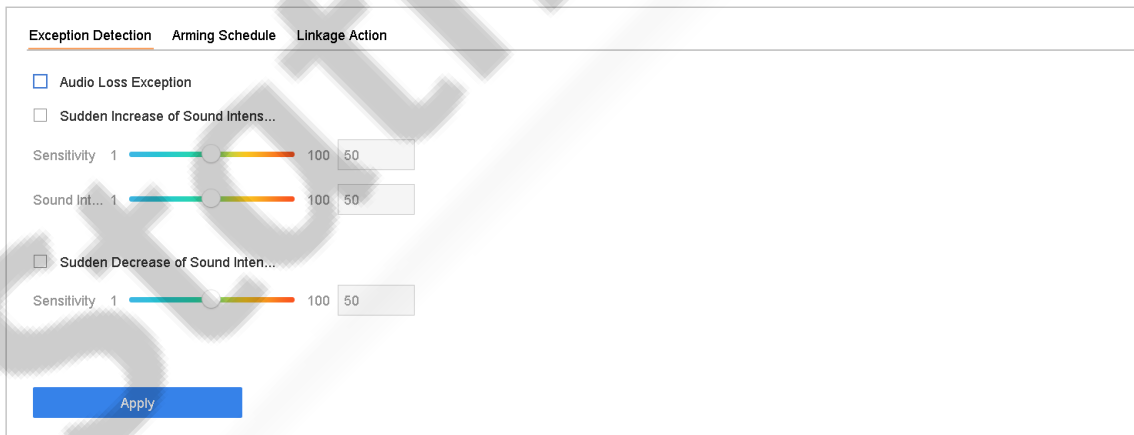 Exception Detection Arming Schedule Linkage Action
Audio Loss Exception
Sudden Increase of Sound Intens...
Sensitivity 1 100 50
Sound Int... 1 100 50
Sudden Decrease of Sound Inten...
Sensitivity 1 100 50
Apply